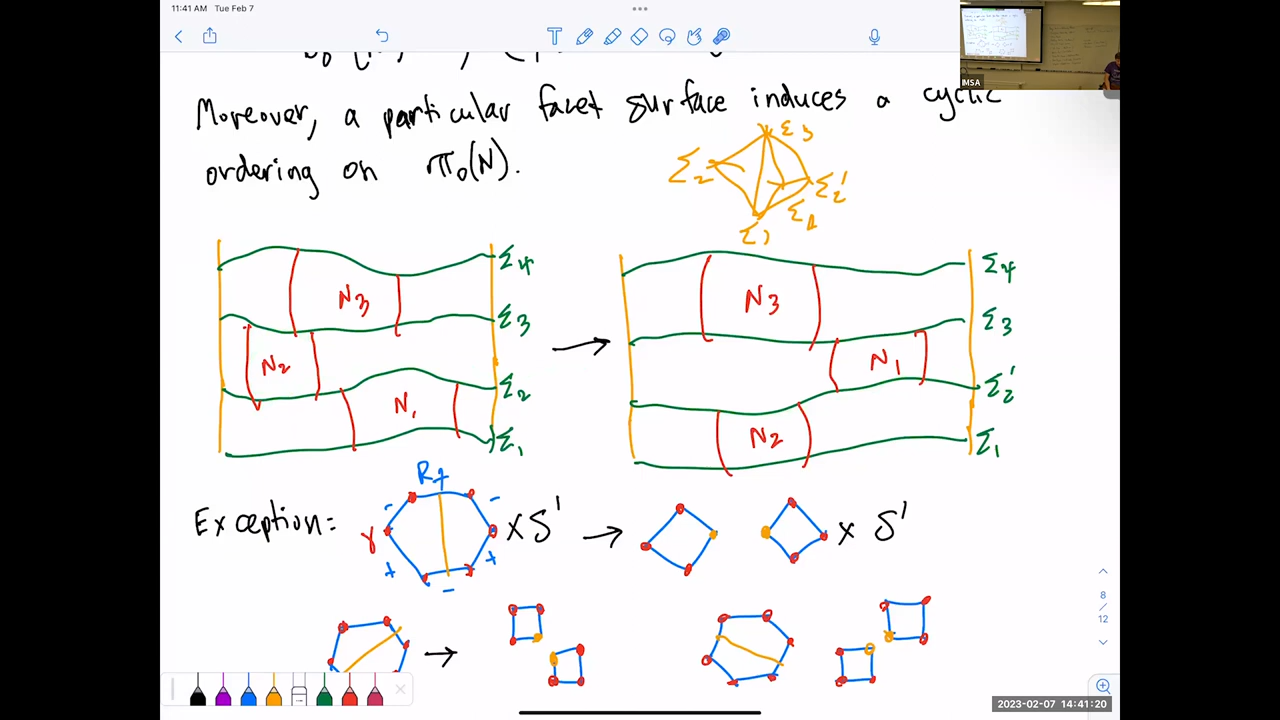 11:41 AM Tue Feb 7
Moreover, a particular facet surface induces a cyclic
ordering on π₀(N).
Σ₃
Σ₂
Σ₂'
Σ₁
Σ₄
Σ₄
N₃
Σ₃
N₂
Σ₂
N₁
Σ₁
Σ₄
N₃
Σ₃
N₁
Σ₂'
N₂
Σ₁
R₊
Exception:
γ
- - + + -
× S¹
→
× S¹
→
8
/
12
IMSA
2023-02-07 14:41:20